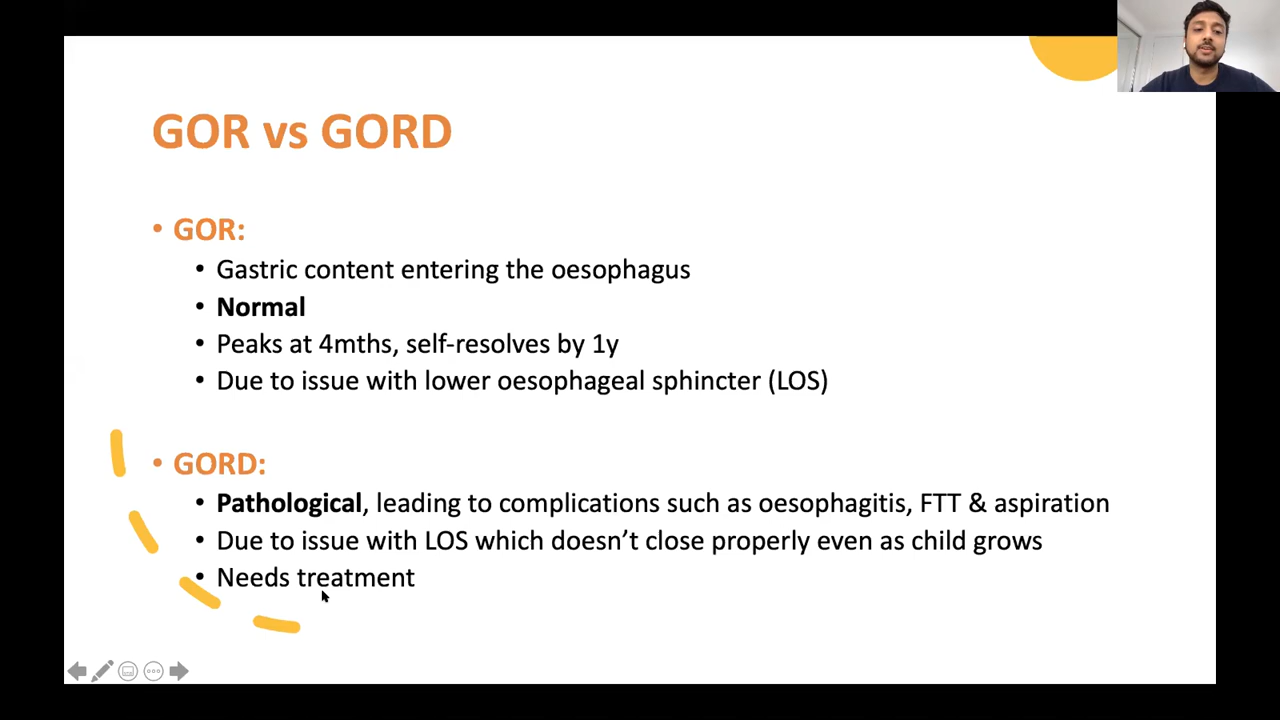 GOR vs GORD
• GOR:
• Gastric content entering the oesophagus
• Normal
• Peaks at 4mths, self-resolves by 1y
• Due to issue with lower oesophageal sphincter (LOS)
• GORD:
• Pathological, leading to complications such as oesophagitis, FTT & aspiration
• Due to issue with LOS which doesn’t close properly even as child grows
• Needs treatment